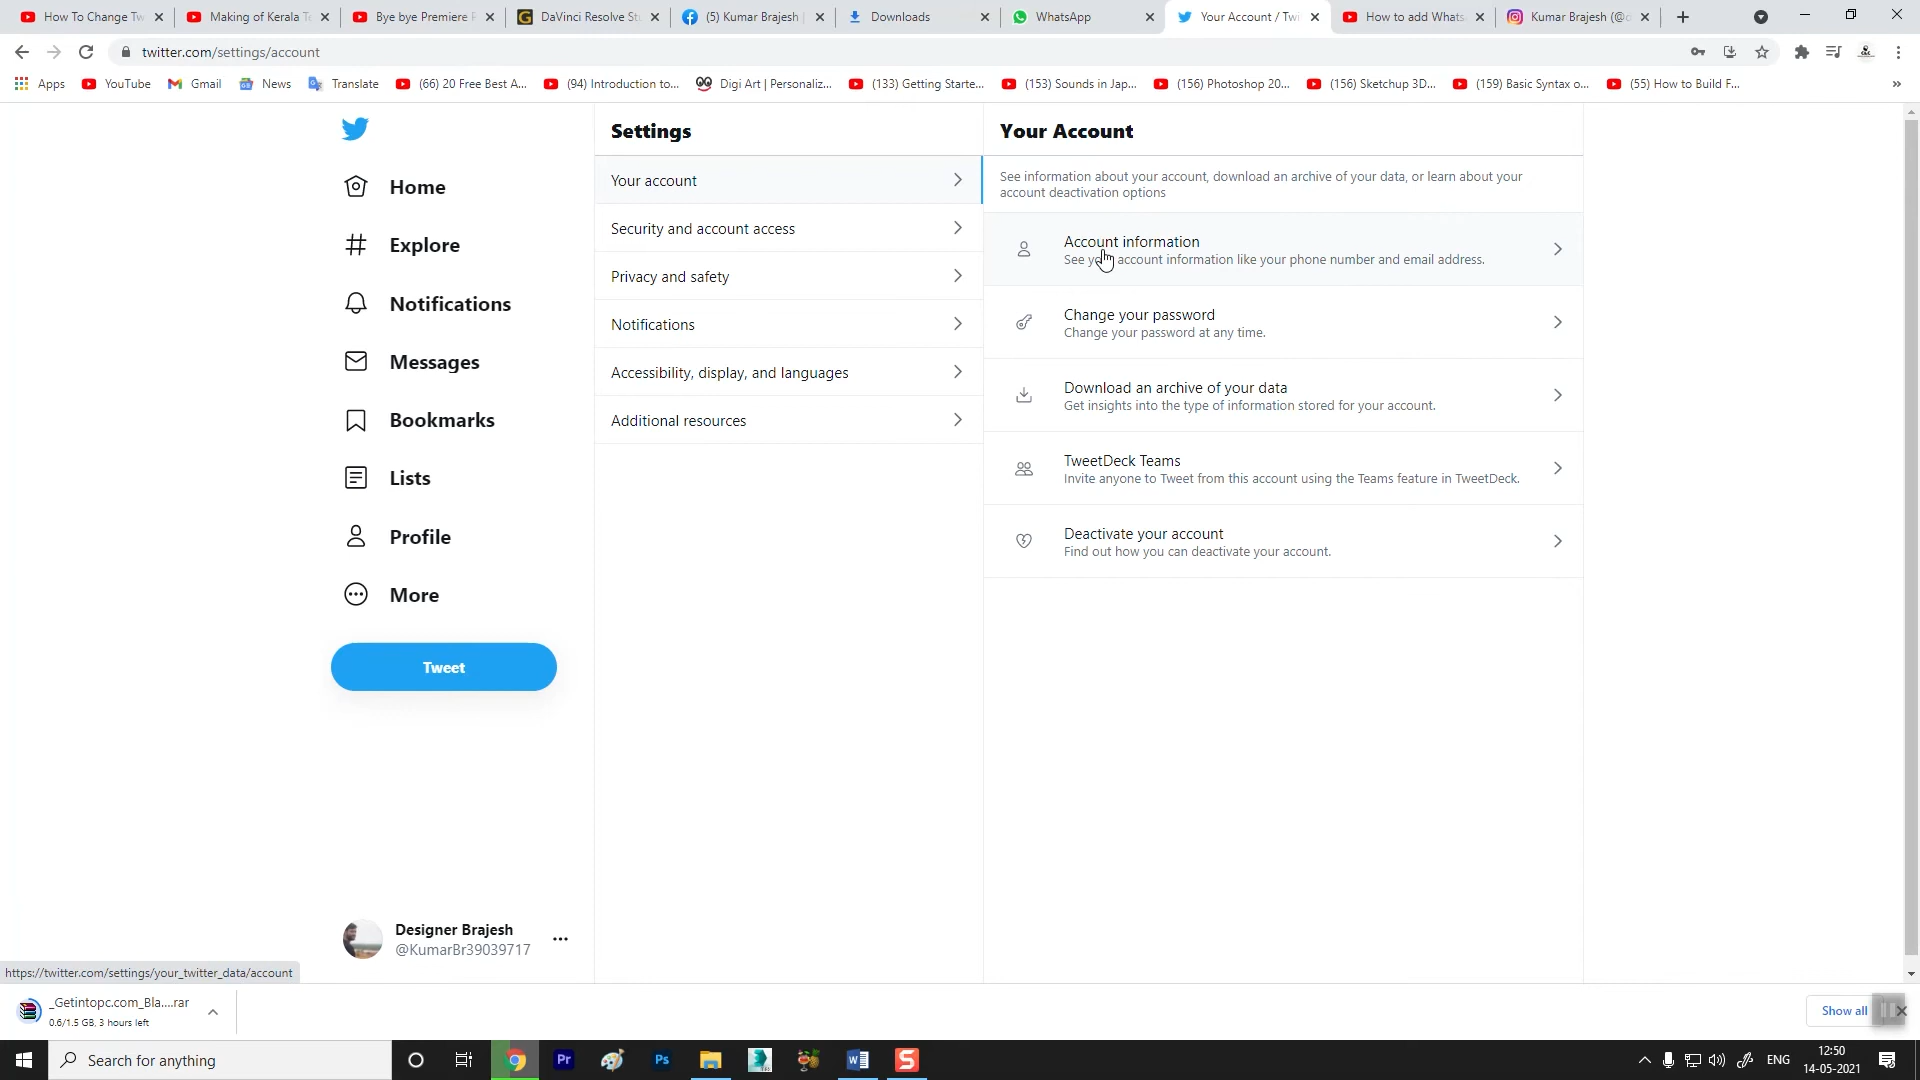 How To Change Tw
Making of Kerala Te
Bye bye Premiere P
DaVinci Resolve Stu
(5) Kumar Brajesh |
Downloads
WhatsApp
Your Account / Twi
How to add Whats
Kumar Brajesh (@d
twitter.com/settings/account
Apps
YouTube
Gmail
News
Translate
(66) 20 Free Best A...
(94) Introduction to...
Digi Art | Personaliz...
(133) Getting Starte...
(153) Sounds in Jap...
(156) Photoshop 20...
(156) Sketchup 3D...
(159) Basic Syntax o...
(55) How to Build F...
»
Home
Explore
Notifications
Messages
Bookmarks
Lists
Profile
More
Tweet
Designer Brajesh
@KumarBr39039717
Settings
Your account
Security and account access
Privacy and safety
Notifications
Accessibility, display, and languages
Additional resources
Your Account
See information about your account, download an archive of your data, or learn about your
account deactivation options
Account information
See your account information like your phone number and email address.
Change your password
Change your password at any time.
Download an archive of your data
Get insights into the type of information stored for your account.
TweetDeck Teams
Invite anyone to Tweet from this account using the Teams feature in TweetDeck.
Deactivate your account
Find out how you can deactivate your account.
https://twitter.com/settings/your_twitter_data/account
_Getintopc.com_Bla....rar
0.6/1.5 GB, 3 hours left
Show all
Search for anything
Pr
Ps
ENG
12:50
14-05-2021